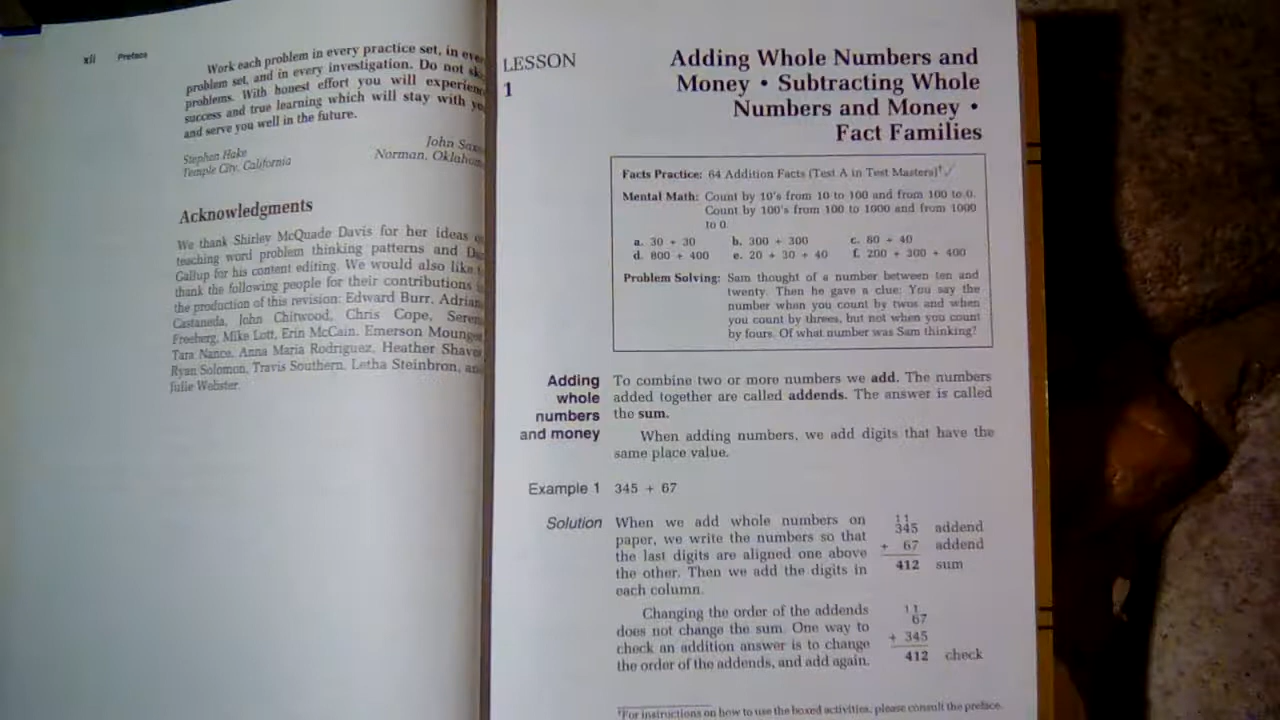 xii Preface
Work each problem in every practice set, in
problem set, and in every investigation. Do not
problems. With honest effort you will
success and true learning which will stay with
and serve you well in the future.
Stephen Hake
Temple City, California
John
Norman,
Acknowledgments
We thank Shirley McQuade Davis for her ideas
teaching word problem thinking patterns and
Gallup for his content editing. We would also like
thank the following people for their contributions
the production of this revision: Edward Burr,
Castaneda, John Chitwood, Chris Cope,
Freeberg, Mike Lott, Erin McCain, Emerson
Tara Nance, Anna Maria Rodriguez, Heather
Ryan Solomon, Travis Southern, Letha Steinbron,
Julie Webster.
LESSON
1
Adding Whole Numbers and
Money • Subtracting Whole
Numbers and Money •
Fact Families
Facts Practice: 64 Addition Facts (Test A in Test Masters)†
Mental Math: Count by 10's from 10 to 100 and from 100 to 0.
Count by 100's from 100 to 1000 and from 1000
to 0.
a. 30 + 30 b. 300 + 300 c. 80 + 40
d. 800 + 400 e. 20 + 30 + 40 f. 200 + 300 + 400
Problem Solving: Sam thought of a number between ten and
twenty. Then he gave a clue: You say the
number when you count by twos and when
you count by threes, but not when you count
by fours. Of what number was Sam thinking?
Adding
whole
numbers
and money
To combine two or more numbers we add. The numbers
added together are called addends. The answer is called
the sum.
When adding numbers, we add digits that have the
same place value.
Example 1 345 + 67
Solution When we add whole numbers on
paper, we write the numbers so that
the last digits are aligned one above
the other. Then we add the digits in
each column.
11
345 addend
+ 67 addend
412 sum
Changing the order of the addends
does not change the sum. One way to
check an addition answer is to change
the order of the addends, and add again.
11
67
+ 345
412 check
†For instructions on how to use the boxed activities, please consult the preface.